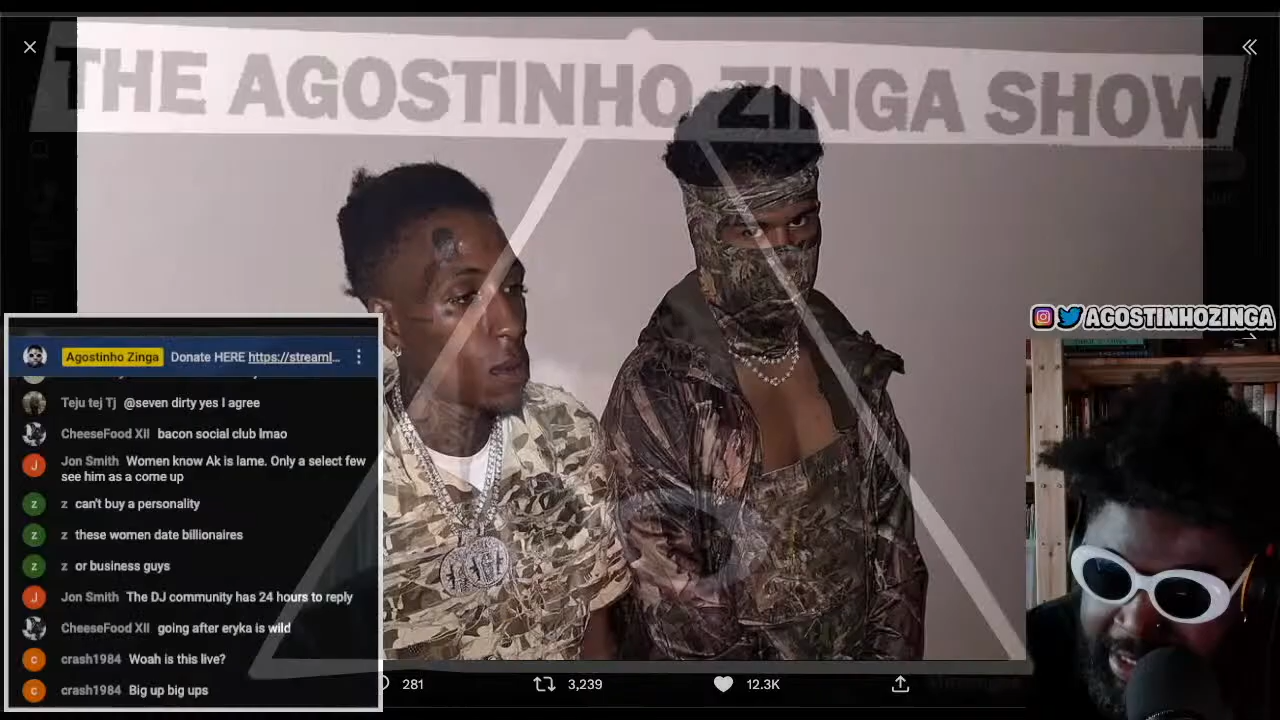 THE AGOSTINHO ZINGA SHOW
AGOSTINHOZINGA
Agostinho Zinga Donate HERE https://streaml...
Teju tej Tj @seven dirty yes I agree
CheeseFood XII bacon social club lmao
Jon Smith Women know Ak is lame. Only a select few
see him as a come up
z can't buy a personality
z these women date billionaires
z or business guys
Jon Smith The DJ community has 24 hours to reply
CheeseFood XII going after eryka is wild
crash1984 Woah is this live?
crash1984 Big up big ups
281 3,239 12.3K